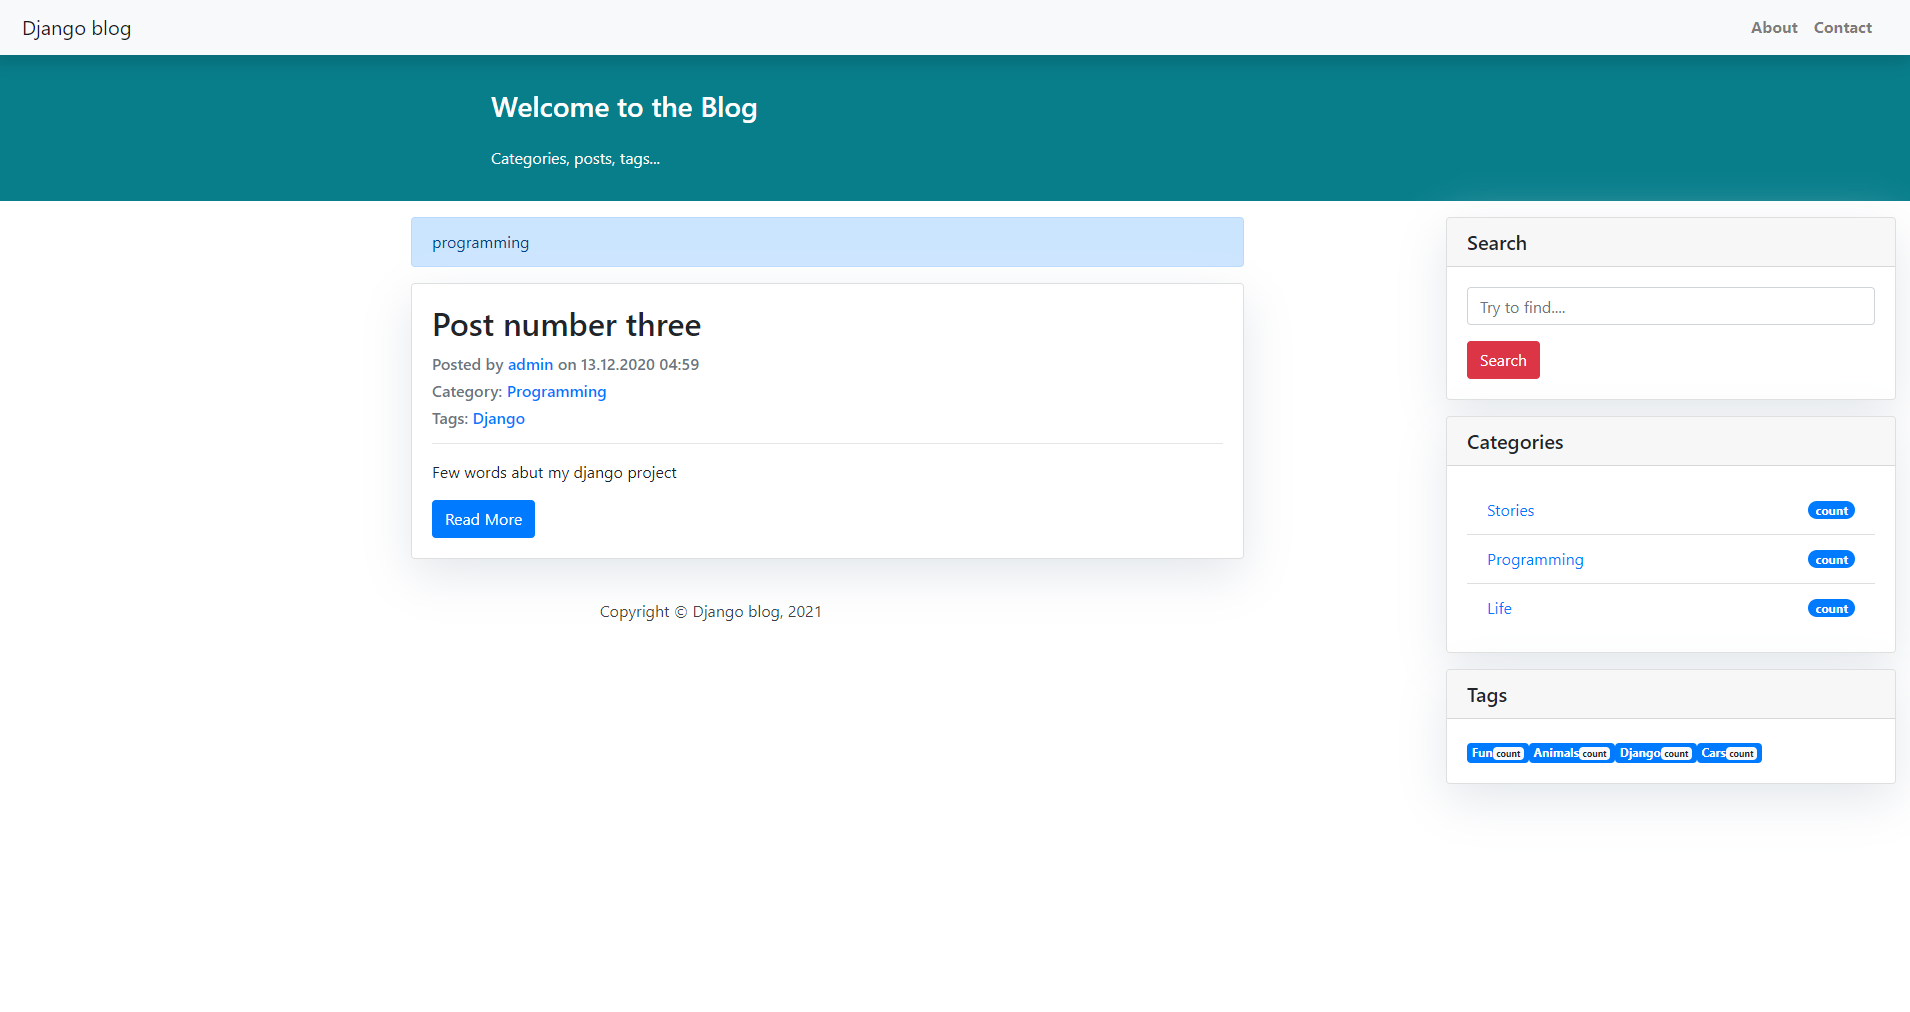 Django blog
About Contact
Welcome to the Blog
Categories, posts, tags...
programming
Post number three
Posted by admin on 13.12.2020 04:59
Category: Programming
Tags: Django
Few words abut my django project
Read More
Copyright © Django blog, 2021
Search
Try to find....
Search
Categories
Stories count
Programming count
Life count
Tags
Fun count Animals count Django count Cars count